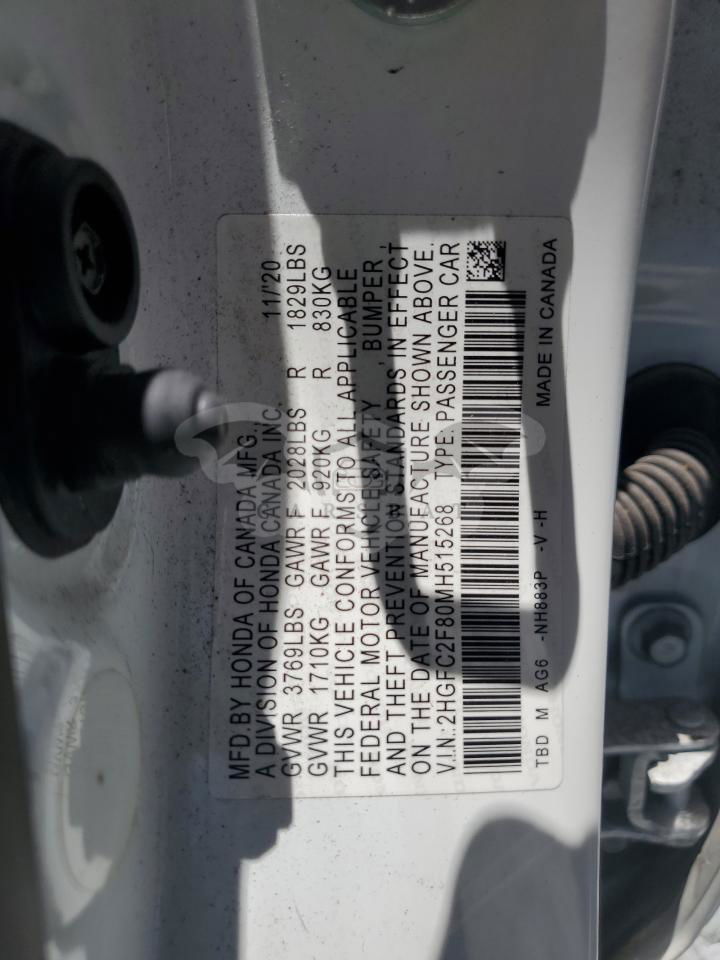 MFD.BY HONDA OF CANADA MFG., 11/'20
A DIVISION OF HONDA CANADA INC.
GVWR 3769LBS GAWR F 2028LBS R 1829LBS
GVWR 1710KG GAWR F 920KG R 830KG
THIS VEHICLE CONFORMS TO ALL APPLICABLE
FEDERAL MOTOR VEHICLE SAFETY, BUMPER,
AND THEFT PREVENTION STANDARDS IN EFFECT
ON THE DATE OF MANUFACTURE SHOWN ABOVE.
V.I.N.:2HGFC2F80MH515268 TYPE: PASSENGER CAR
TBD M AG6 -NH883P -V -H MADE IN CANADA